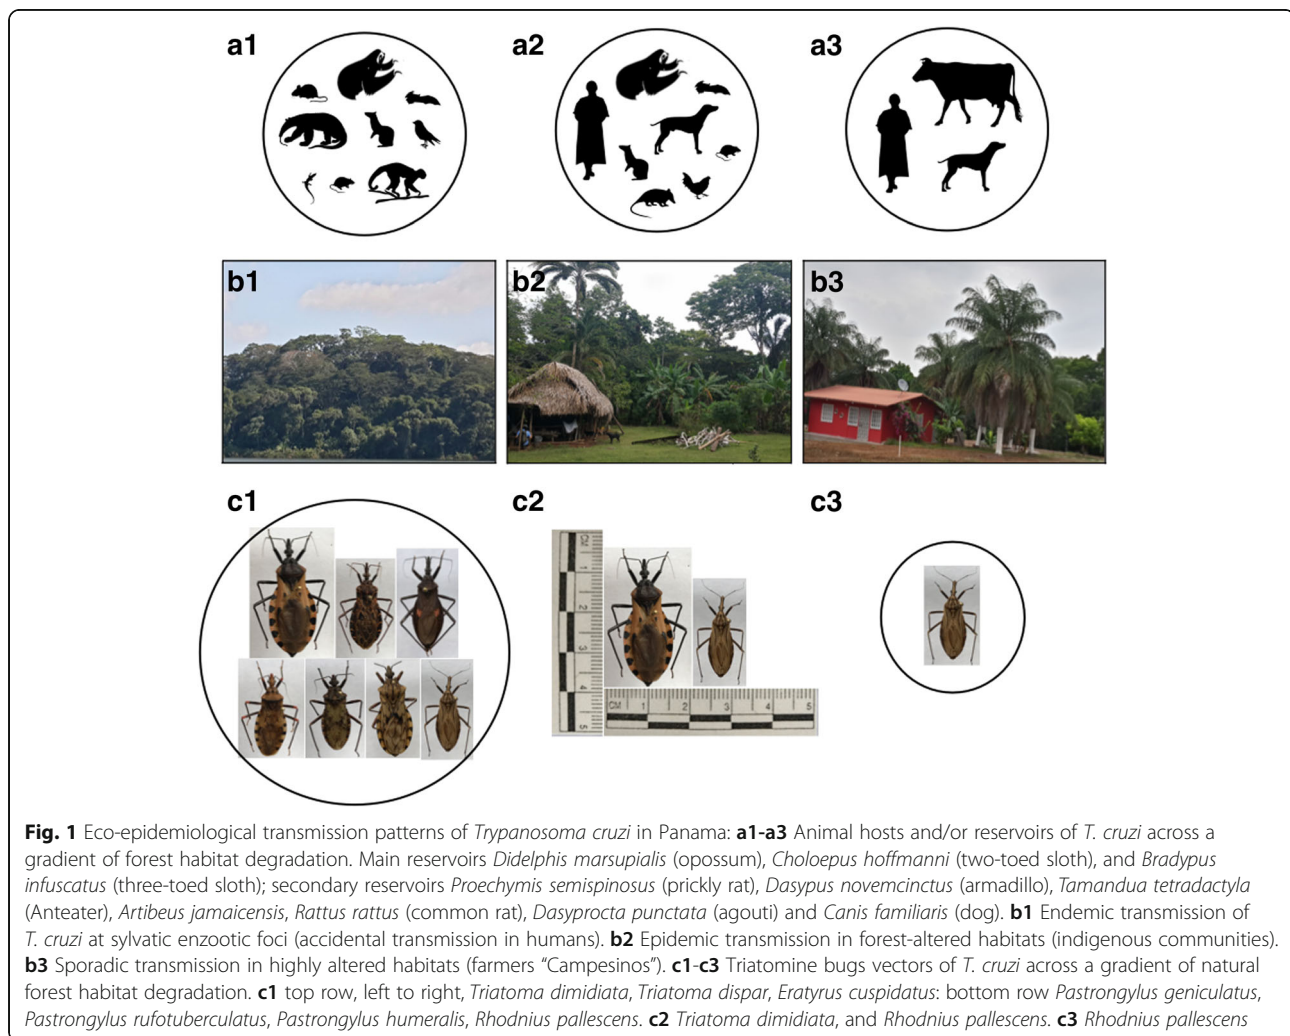 a1
a2
a3
b1
b2
b3
c1
c2
c3
CM
1
2
3
4
5
CM
1
2
3
4
5
Fig. 1 Eco-epidemiological transmission patterns of Trypanosoma cruzi in Panama: a1-a3 Animal hosts and/or reservoirs of T. cruzi across a
gradient of forest habitat degradation. Main reservoirs Didelphis marsupialis (opossum), Choloepus hoffmanni (two-toed sloth), and Bradypus
infuscatus (three-toed sloth); secondary reservoirs Proechymis semispinosus (prickly rat), Dasypus novemcinctus (armadillo), Tamandua tetradactyla
(Anteater), Artibeus jamaicensis, Rattus rattus (common rat), Dasyprocta punctata (agouti) and Canis familiaris (dog). b1 Endemic transmission of
T. cruzi at sylvatic enzootic foci (accidental transmission in humans). b2 Epidemic transmission in forest-altered habitats (indigenous communities).
b3 Sporadic transmission in highly altered habitats (farmers “Campesinos”). c1-c3 Triatomine bugs vectors of T. cruzi across a gradient of natural
forest habitat degradation. c1 top row, left to right, Triatoma dimidiata, Triatoma dispar, Eratyrus cuspidatus: bottom row Pastrongylus geniculatus,
Pastrongylus rufotuberculatus, Pastrongylus humeralis, Rhodnius pallescens. c2 Triatoma dimidiata, and Rhodnius pallescens. c3 Rhodnius pallescens